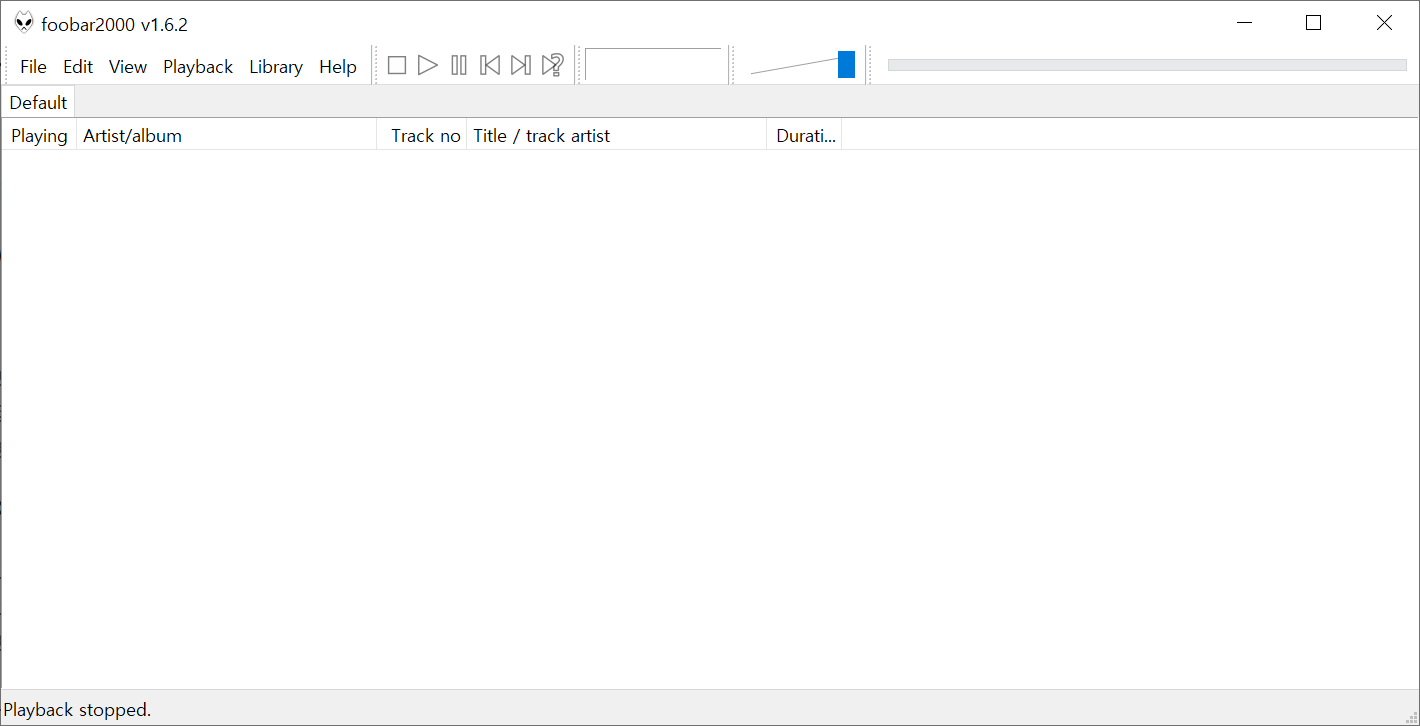 foobar2000 v1.6.2
File Edit View Playback Library Help
Default
Playing Artist/album Track no Title / track artist Durati...
Playback stopped.